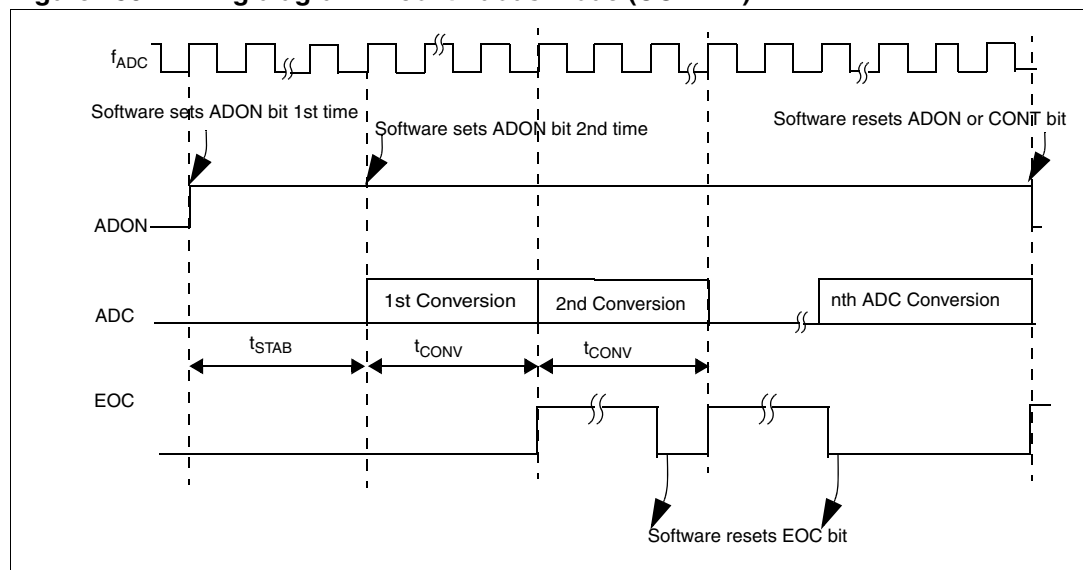 fADC
Software sets ADON bit 1st time
Software sets ADON bit 2nd time
Software resets ADON or CONT bit
ADON
ADC
1st Conversion
2nd Conversion
nth ADC Conversion
tSTAB
tCONV
tCONV
EOC
Software resets EOC bit